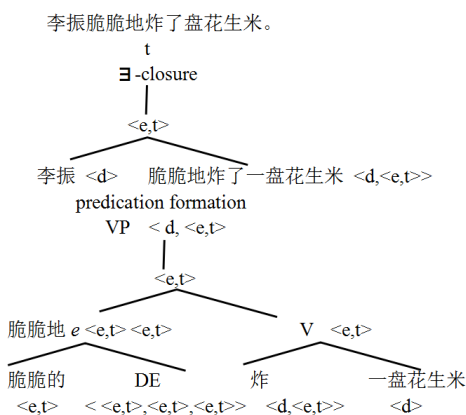 李振脆脆地炸了盘花生米。
t
∃-closure
<e,t>
李振 <d> 脆脆地炸了一盘花生米 <d,<e,t>>
predication formation
VP < d, <e,t>
<e,t>
脆脆地 e <e,t> <e,t> V <e,t>
脆脆的 DE 炸 一盘花生米
<e,t> < <e,t>,<e,t>,<e,t>> <d,<e,t>> <d>